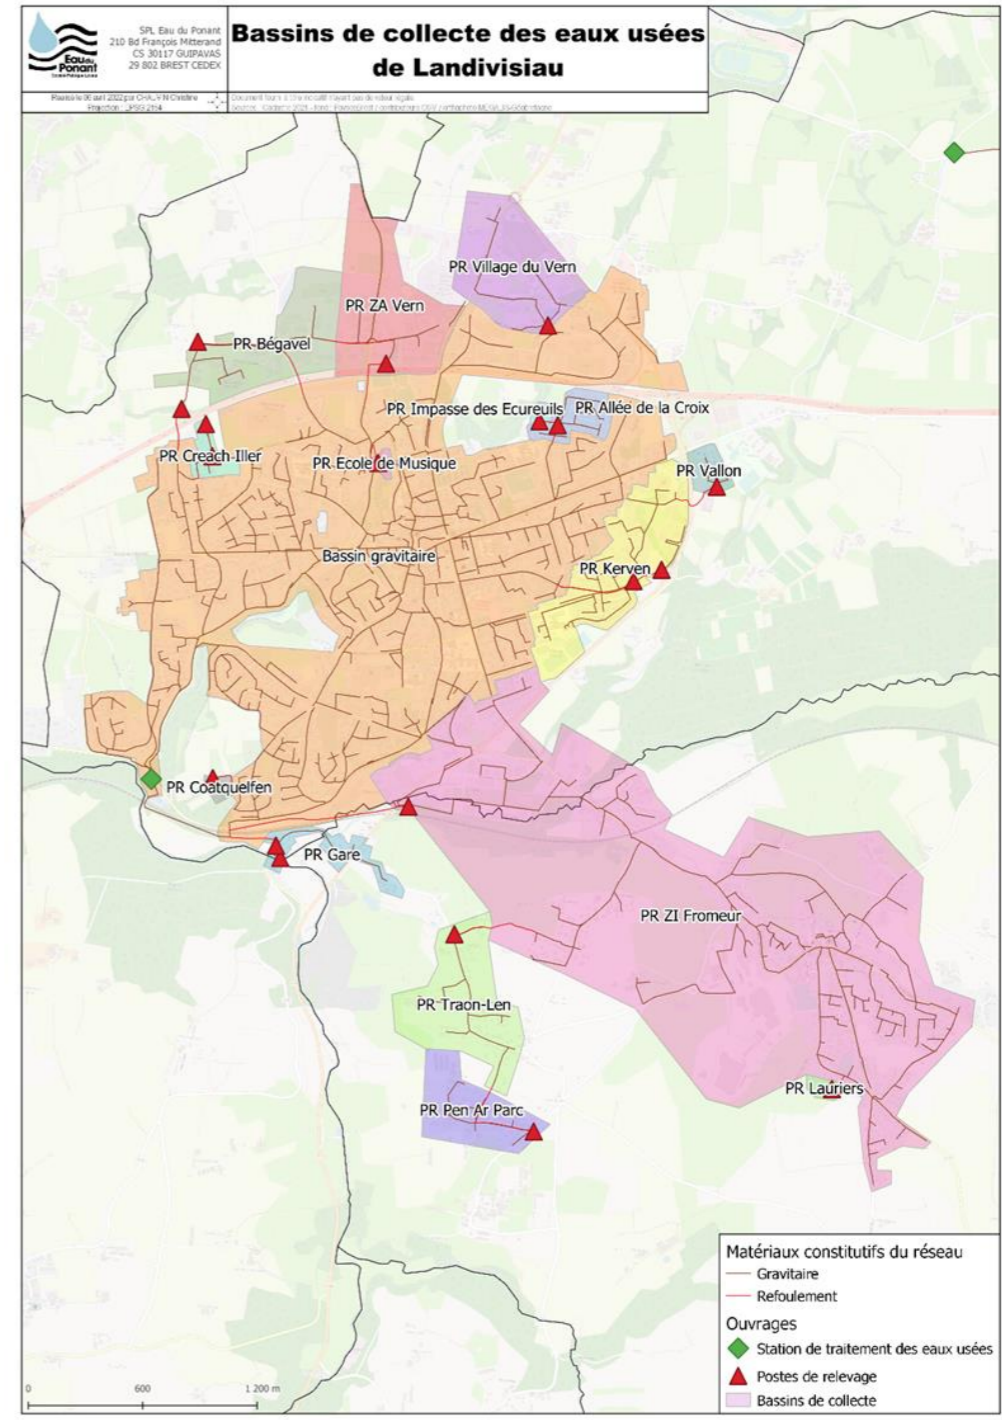 Eau du
Ponant
SPL Eau du Ponant
210 Bd François Mitterand
CS 30117 GUIPAVAS
29 802 BREST CEDEX
Bassins de collecte des eaux usées
de Landivisiau
PR Village du Vern
PR ZA Vern
PR Bégavel
PR Impasse des Ecureuils
PR Allée de la Croix
PR Creach-Iller
PR Ecole de Musique
PR Vallon
Bassin gravitaire
PR Kerven
PR Coatquelfen
PR Gare
PR ZI Fromeur
PR Traon-Len
PR Lauriers
PR Pen Ar Parc
Matériaux constitutifs du réseau
Gravitaire
Refoulement
Ouvrages
Station de traitement des eaux usées
Postes de relevage
Bassins de collecte
0 600 1 200 m